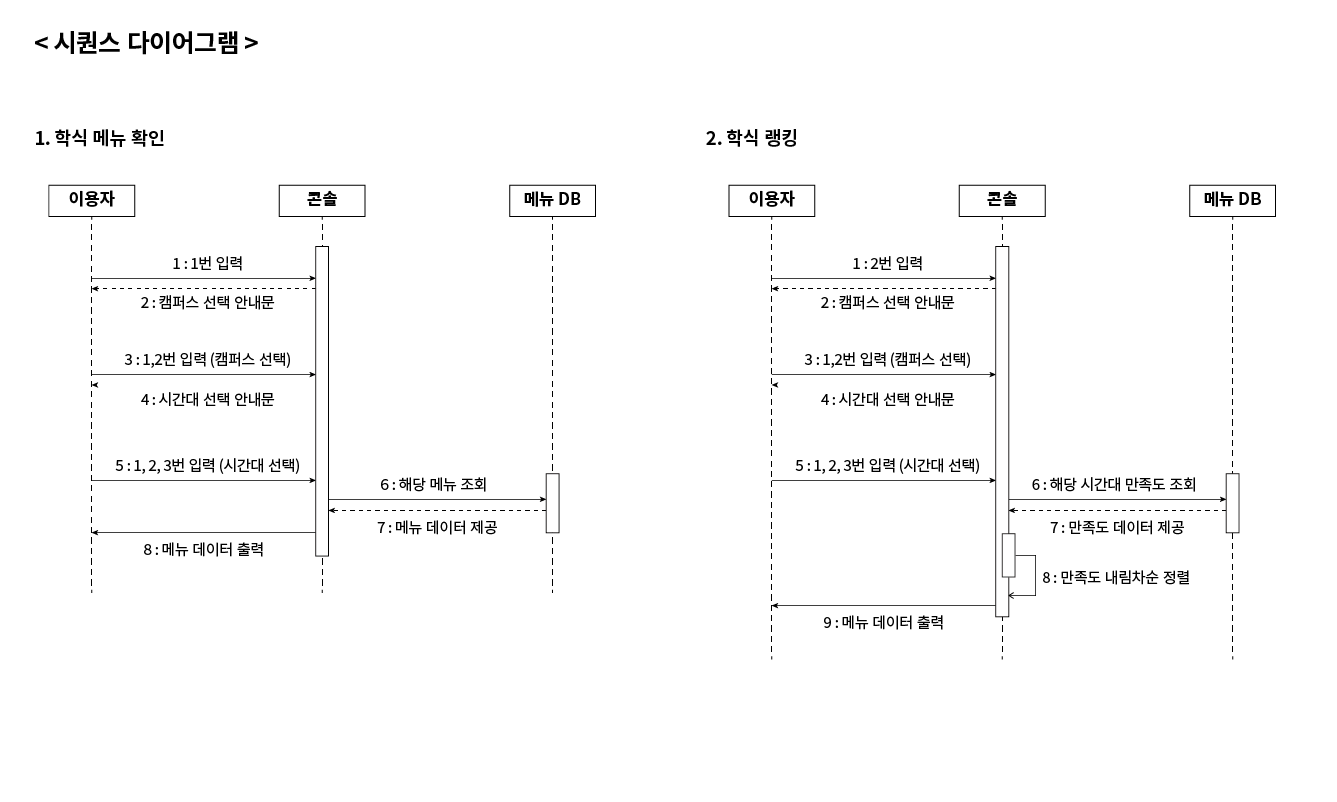 < 시퀀스 다이어그램 >
1. 학식 메뉴 확인
이용자
콘솔
메뉴 DB
1 : 1번 입력
2 : 캠퍼스 선택 안내문
3 : 1,2번 입력 (캠퍼스 선택)
4 : 시간대 선택 안내문
5 : 1, 2, 3번 입력 (시간대 선택)
6 : 해당 메뉴 조회
7 : 메뉴 데이터 제공
8 : 메뉴 데이터 출력
2. 학식 랭킹
이용자
콘솔
메뉴 DB
1 : 2번 입력
2 : 캠퍼스 선택 안내문
3 : 1,2번 입력 (캠퍼스 선택)
4 : 시간대 선택 안내문
5 : 1, 2, 3번 입력 (시간대 선택)
6 : 해당 시간대 만족도 조회
7 : 만족도 데이터 제공
8 : 만족도 내림차순 정렬
9 : 메뉴 데이터 출력